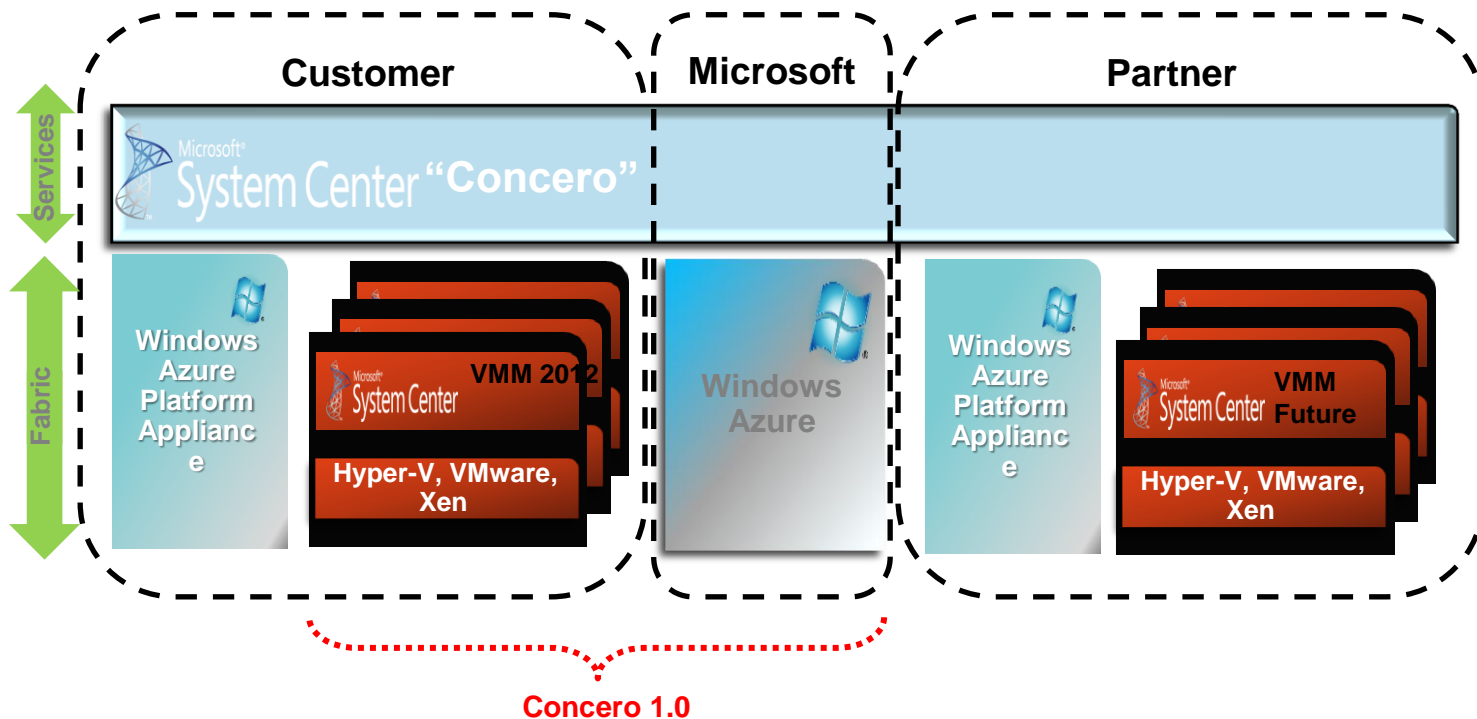 Customer
Microsoft
Partner
Services
Microsoft®
System Center “Concero”
™
Fabric
Windows
Azure
Platform
Applianc
e
Microsoft®
System Center
VMM 2012
Hyper-V, VMware,
Xen
Windows
Azure
Windows
Azure
Platform
Applianc
e
Microsoft®
System Center
VMM
Future
Hyper-V, VMware,
Xen
Concero 1.0